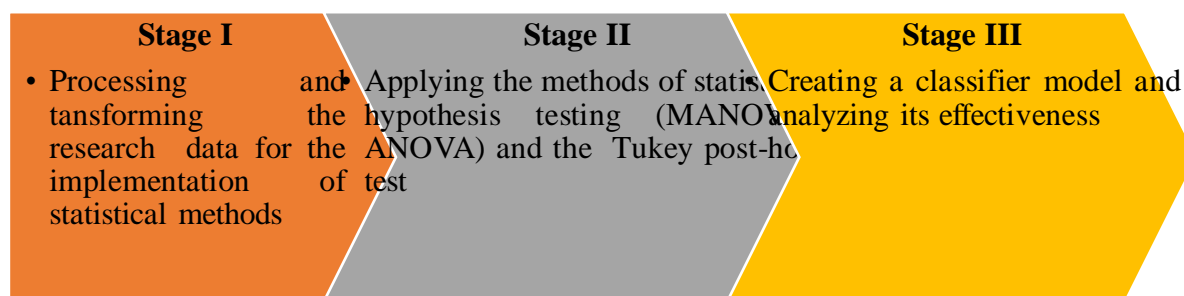 Stage I
• Processing and
tansforming the
research data for the
implementation of
statistical methods
Stage II
• Applying the methods of statis
hypothesis testing (MANOV
ANOVA) and the Tukey post-ho
test
Stage III
• Creating a classifier model and
analyzing its effectiveness